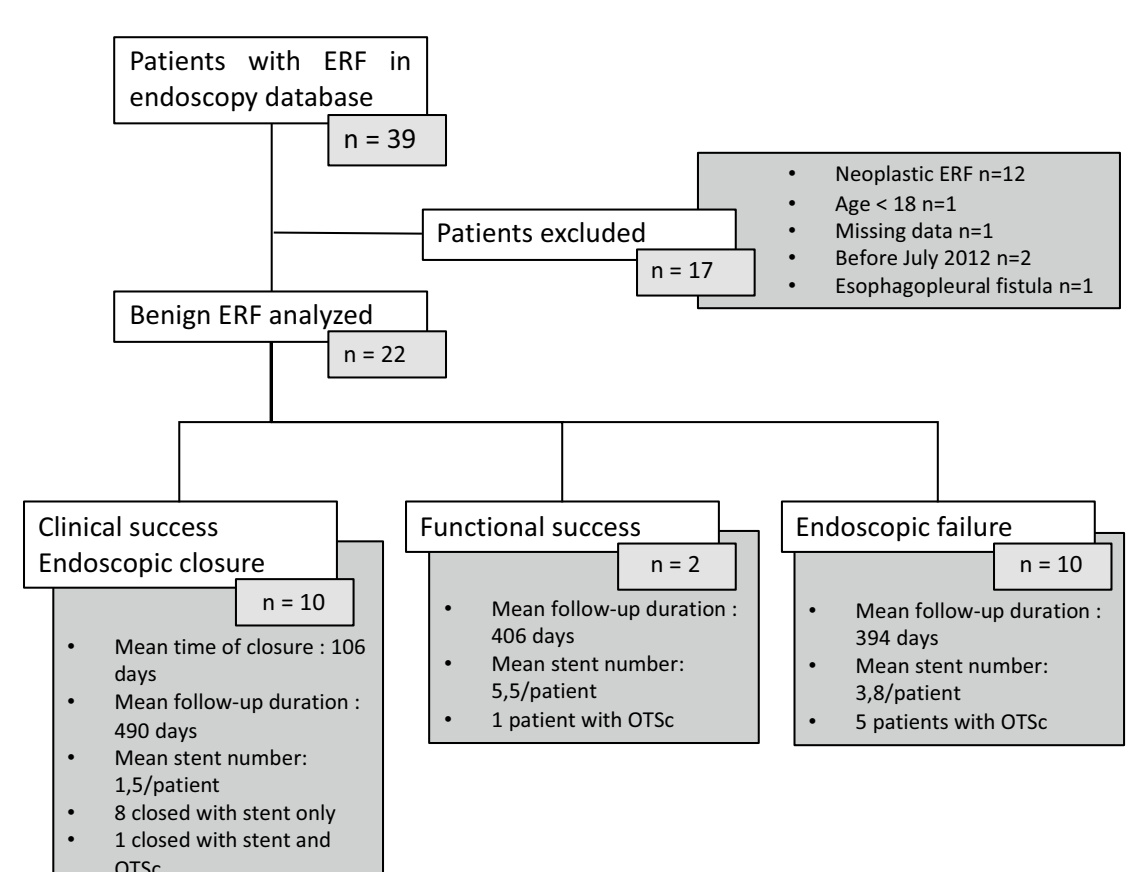 Patients with ERF in
endoscopy database
n = 39
• Neoplastic ERF n=12
• Age < 18 n=1
• Missing data n=1
• Before July 2012 n=2
• Esophagopleural fistula n=1
Patients excluded
n = 17
Benign ERF analyzed
n = 22
Clinical success
Endoscopic closure
n = 10
• Mean time of closure : 106
days
• Mean follow-up duration :
490 days
• Mean stent number:
1,5/patient
• 8 closed with stent only
• 1 closed with stent and
OTSc
Functional success
n = 2
• Mean follow-up duration :
406 days
• Mean stent number:
5,5/patient
• 1 patient with OTSc
Endoscopic failure
n = 10
• Mean follow-up duration :
394 days
• Mean stent number:
3,8/patient
• 5 patients with OTSc